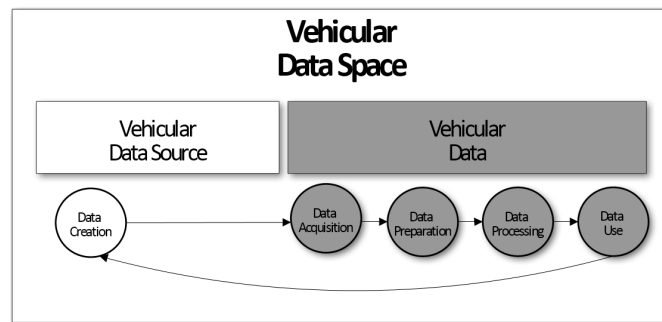 Vehicular
Data Space
Vehicular
Data Source
Vehicular
Data
Data
Creation
Data
Acquisition
Data
Preparation
Data
Processing
Data
Use